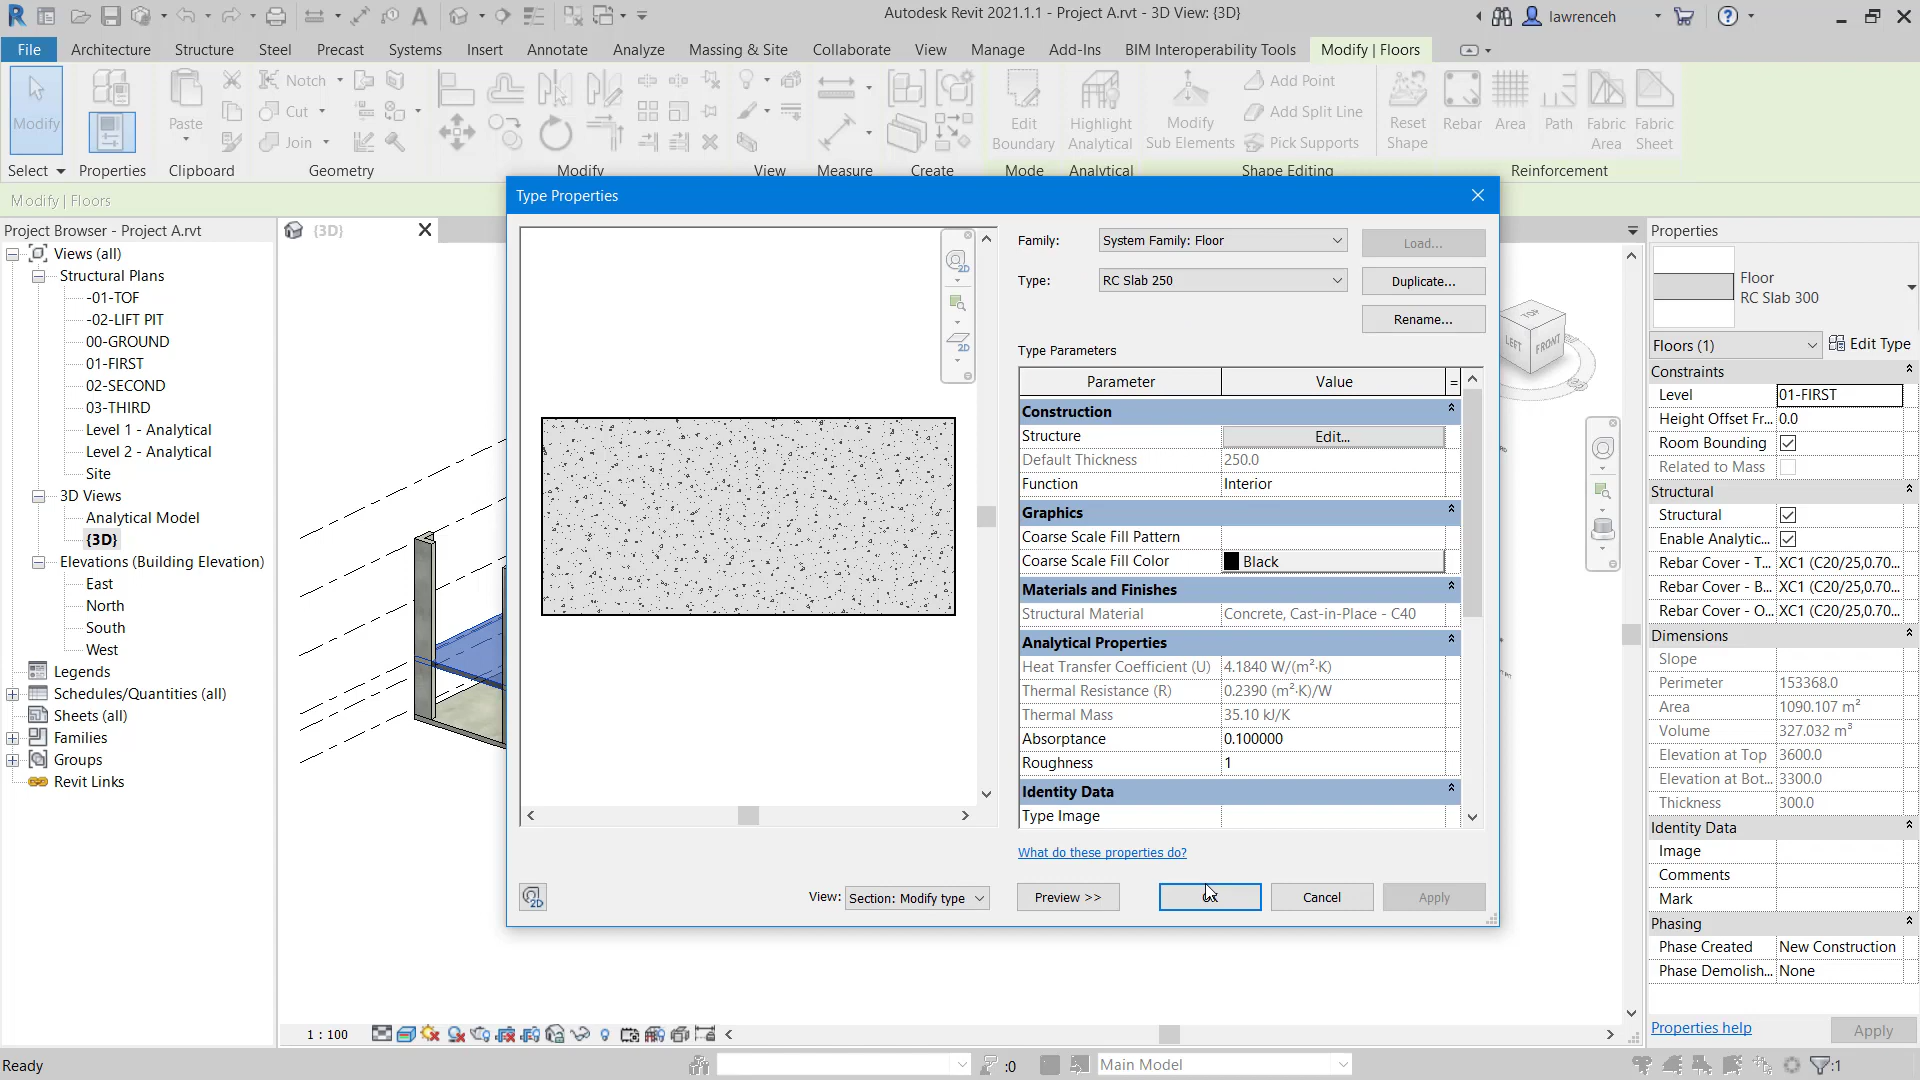 Autodesk Revit 2021.1.1 - Project A.rvt - 3D View: {3D}
lawrenceh
File Architecture Structure Steel Precast Systems Insert Annotate Analyze Massing & Site Collaborate View Manage Add-Ins BIM Interoperability Tools Modify | Floors
Modify
Paste
Notch
Cut
Join
Edit Boundary
Highlight Analytical
Modify Sub Elements
Add Point
Add Split Line
Pick Supports
Reset Shape
Rebar
Area
Path
Fabric Area
Fabric Sheet
Select Properties Clipboard Geometry Modify View Measure Create Mode Analytical Shape Editing Reinforcement
Modify | Floors
Project Browser - Project A.rvt
Views (all)
Structural Plans
-01-TOF
-02-LIFT PIT
00-GROUND
01-FIRST
02-SECOND
03-THIRD
Level 1 - Analytical
Level 2 - Analytical
Site
3D Views
Analytical Model
{3D}
Elevations (Building Elevation)
East
North
South
West
Legends
Schedules/Quantities (all)
Sheets (all)
Families
Groups
Revit Links
{3D}
Type Properties
2D
2D
Family: System Family: Floor Load...
Type: RC Slab 250 Duplicate...
Rename...
Type Parameters
Parameter Value =
Construction
Structure Edit...
Default Thickness 250.0
Function Interior
Graphics
Coarse Scale Fill Pattern
Coarse Scale Fill Color Black
Materials and Finishes
Structural Material Concrete, Cast-in-Place - C40
Analytical Properties
Heat Transfer Coefficient (U) 4.1840 W/(m²·K)
Thermal Resistance (R) 0.2390 (m²·K)/W
Thermal Mass 35.10 kJ/K
Absorptance 0.100000
Roughness 1
Identity Data
Type Image
What do these properties do?
2D
View: Section: Modify type Preview >> OK Cancel Apply
TOP
LEFT
FRONT
Properties
Floor
RC Slab 300
Floors (1) Edit Type
Constraints
Level 01-FIRST
Height Offset Fr... 0.0
Room Bounding
Related to Mass
Structural
Structural
Enable Analytic...
Rebar Cover - T... XC1 (C20/25,0.70...
Rebar Cover - B... XC1 (C20/25,0.70...
Rebar Cover - O... XC1 (C20/25,0.70...
Dimensions
Slope
Perimeter 153368.0
Area 1090.107 m²
Volume 327.032 m³
Elevation at Top 3600.0
Elevation at Bot... 3300.0
Thickness 300.0
Identity Data
Image
Comments
Mark
Phasing
Phase Created New Construction
Phase Demolish... None
Properties help Apply
1 : 100
Ready
:0
Main Model
:1